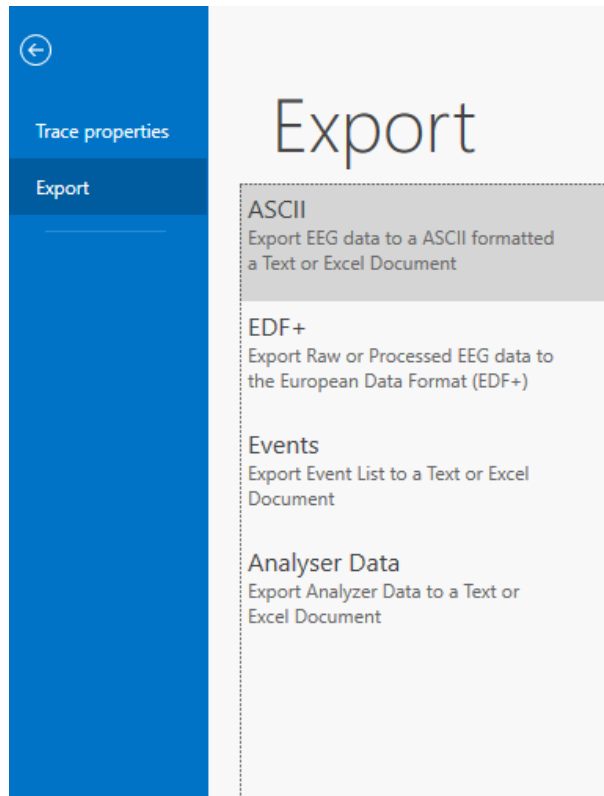 Trace properties
Export
Export
ASCII
Export EEG data to a ASCII formatted
a Text or Excel Document
EDF+
Export Raw or Processed EEG data to
the European Data Format (EDF+)
Events
Export Event List to a Text or Excel
Document
Analyser Data
Export Analyzer Data to a Text or
Excel Document